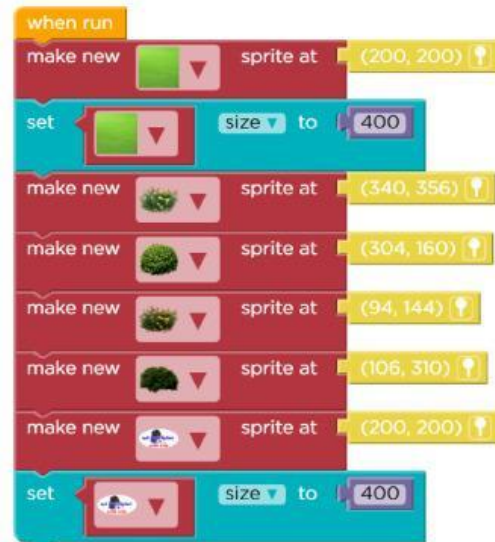 when run
make new sprite at (200, 200)
set size to 400
make new sprite at (340, 356)
make new sprite at (304, 160)
make new sprite at (94, 144)
make new sprite at (106, 310)
make new sprite at (200, 200)
set size to 400